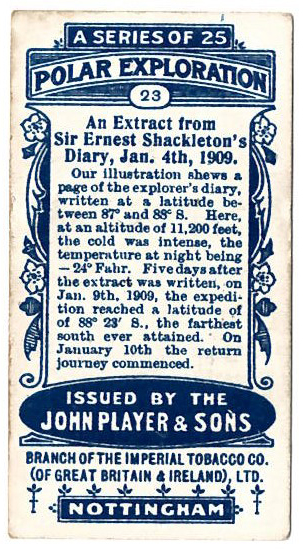 A SERIES OF 25
POLAR EXPLORATION
23
An Extract from
Sir Ernest Shackleton's
Diary, Jan. 4th, 1909.
Our illustration shews a
page of the explorer's diary,
written at a latitude be-
tween 87° and 88° S. Here,
at an altitude of 11,200 feet,
the cold was intense, the
temperature at night being
—24° Fahr. Five days after
the extract was written, on
Jan. 9th, 1909, the expedi-
tion reached a latitude of
of 88° 23′ S., the farthest
south ever attained. On
January 10th the return
journey commenced.
ISSUED BY THE
JOHN PLAYER & SONS
BRANCH OF THE IMPERIAL TOBACCO CO.
(OF GREAT BRITAIN & IRELAND), LTD.
NOTTINGHAM